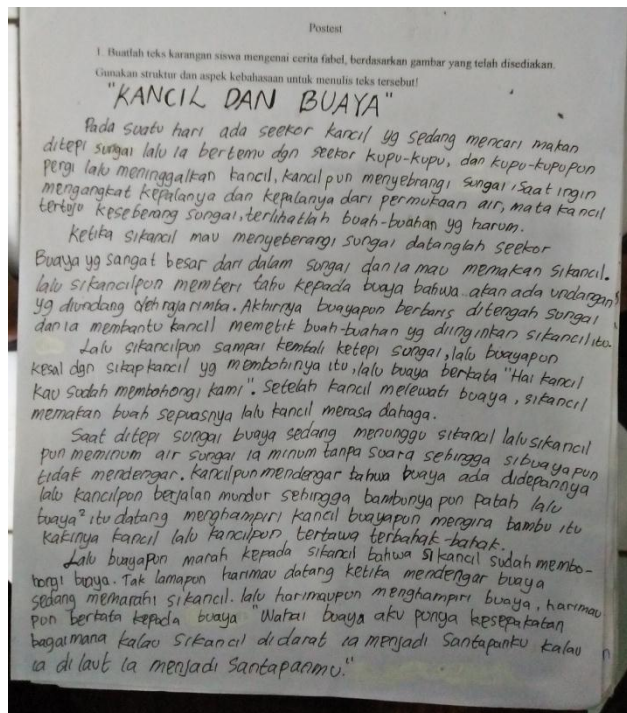 Postest
1. Buatlah teks karangan siswa mengenai cerita fabel, berdasarkan gambar yang telah disediakan.
Gunakan struktur dan aspek kebahasaan untuk menulis teks tersebut!
"KANCIL DAN BUAYA"
Pada suatu hari ada seekor kancil yg sedang mencari makan
ditepi sungai lalu ia bertemu dgn seekor kupu-kupu, dan kupu-kupupun
pergi lalu meninggalkan kancil, kancil pun menyebrangi sungai, saat ingin
mengangkat kepalanya dan kepalanya dari permukaan air, mata kancil
tertuju keseberang sungai, terlihatlah buah-buahan yg harum.
Ketika sikancil mau menyeberangi sungai datanglah seekor
Buaya yg sangat besar dari dalam sungai dan ia mau memakan sikancil.
lalu sikancilpun memberi tahu kepada buaya bahwa akan ada undangan²
yg diundang oleh raja rimba. Akhirnya buayapun berbaris ditengah sungai
dan ia membantu kancil memetik buah-buahan yg diinginkan sikancil itu.
Lalu sikancilpun sampai kembali ketepi sungai, lalu buayapun
kesal dgn sikap kancil yg membohinya itu, lalu buaya berkata "Hai kancil
kau sudah membohongi kami". Setelah kancil melewati buaya, sikancil
memakan buah sepuasnya lalu kancil merasa dahaga.
Saat ditepi sungai buaya sedang menunggu sikancil lalu sikancil
pun meminum air sungai ia minum tanpa suara sehingga sibuaya pun
tidak mendengar. Kancilpun mendengar bahwa buaya ada didepannya
lalu kancilpun berjalan mundur sehingga bambunya pun patah lalu
buaya² itu datang menghampiri kancil buayapun mengira bambu itu
kakinya kancil lalu kancilpun tertawa terbahak-bahak.
Lalu buayapun marah kepada sikancil bahwa si kancil sudah membo-
hongi buaya. Tak lamapun harimau datang ketika mendengar buaya
sedang memarahi sikancil. lalu harimaupun menghampiri buaya, harimau
pun berkata kepada buaya "Wahai buaya aku punya kesepakatan
bagaimana kalau sikancil didarat ia menjadi santapanku kalau
ia di laut ia menjadi santapanmu."